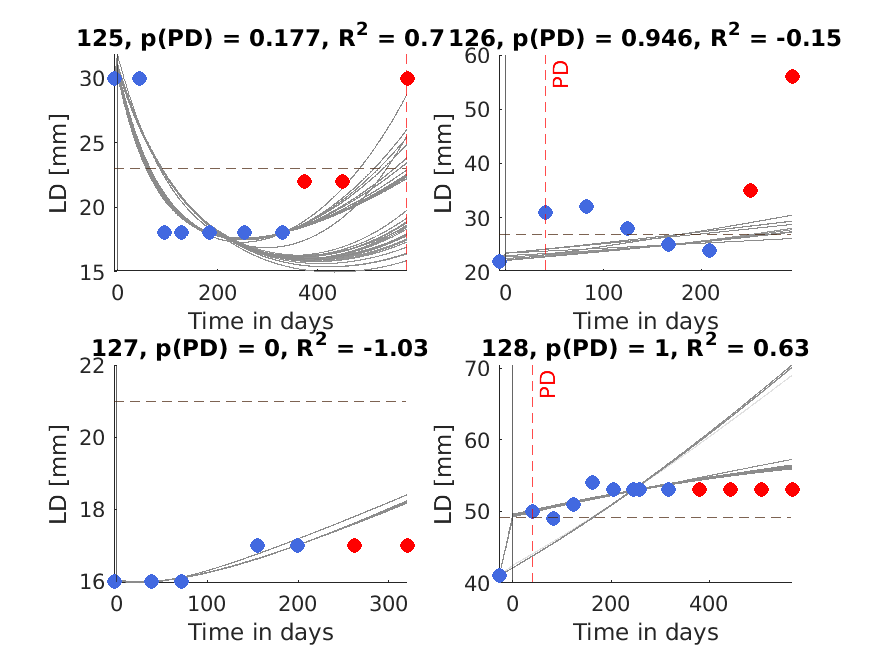 125, p(PD) = 0.177, R² = 0.7
126, p(PD) = 0.946, R² = -0.15
30
25
20
15
LD [mm]
0 200 400
Time in days
60
50
40
30
20
LD [mm]
PD
0 100 200
Time in days
127, p(PD) = 0, R² = -1.03
128, p(PD) = 1, R² = 0.63
22
20
18
16
LD [mm]
0 100 200 300
Time in days
70
60
50
40
LD [mm]
PD
0 200 400
Time in days